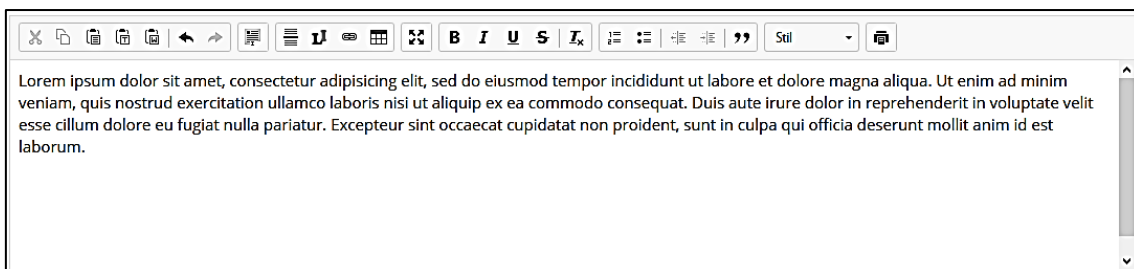 Stil
Lorem ipsum dolor sit amet, consectetur adipisicing elit, sed do eiusmod tempor incididunt ut labore et dolore magna aliqua. Ut enim ad minim
veniam, quis nostrud exercitation ullamco laboris nisi ut aliquip ex ea commodo consequat. Duis aute irure dolor in reprehenderit in voluptate velit
esse cillum dolore eu fugiat nulla pariatur. Excepteur sint occaecat cupidatat non proident, sunt in culpa qui officia deserunt mollit anim id est
laborum.